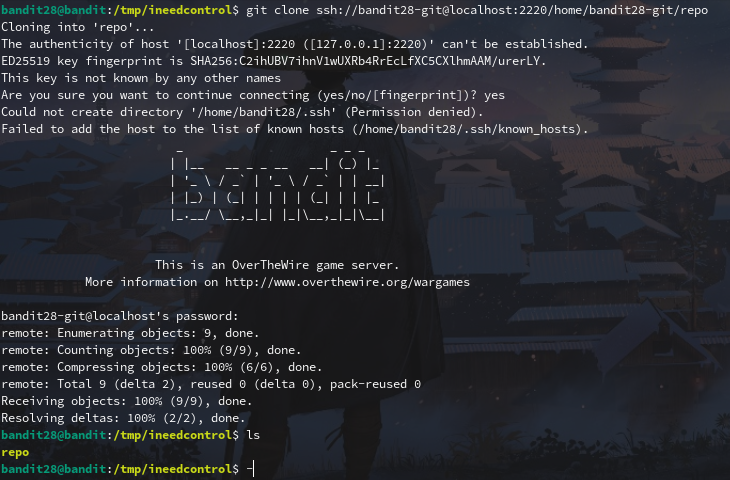 bandit28@bandit:/tmp/ineedcontrol$ git clone ssh://bandit28-git@localhost:2220/home/bandit28-git/repo
Cloning into 'repo'...
The authenticity of host '[localhost]:2220 ([127.0.0.1]:2220)' can't be established.
ED25519 key fingerprint is SHA256:C2ihUBV7ihnV1wUXRb4RrEcLfXC5CXlhmAAM/urerLY.
This key is not known by any other names
Are you sure you want to continue connecting (yes/no/[fingerprint])? yes
Could not create directory '/home/bandit28/.ssh' (Permission denied).
Failed to add the host to the list of known hosts (/home/bandit28/.ssh/known_hosts).
                         _                     _ _ _
                        | |__   __ _ _ __   __| (_) |_
                        | '_ \ / _` | '_ \ / _` | | __|
                        | |_) | (_| | | | | (_| | | |_
                        |_.__/ \__,_|_| |_|\__,_|_|\__|
This is an OverTheWire game server.
More information on http://www.overthewire.org/wargames
bandit28-git@localhost's password:
remote: Enumerating objects: 9, done.
remote: Counting objects: 100% (9/9), done.
remote: Compressing objects: 100% (6/6), done.
remote: Total 9 (delta 2), reused 0 (delta 0), pack-reused 0
Receiving objects: 100% (9/9), done.
Resolving deltas: 100% (2/2), done.
bandit28@bandit:/tmp/ineedcontrol$ ls
repo
bandit28@bandit:/tmp/ineedcontrol$ -